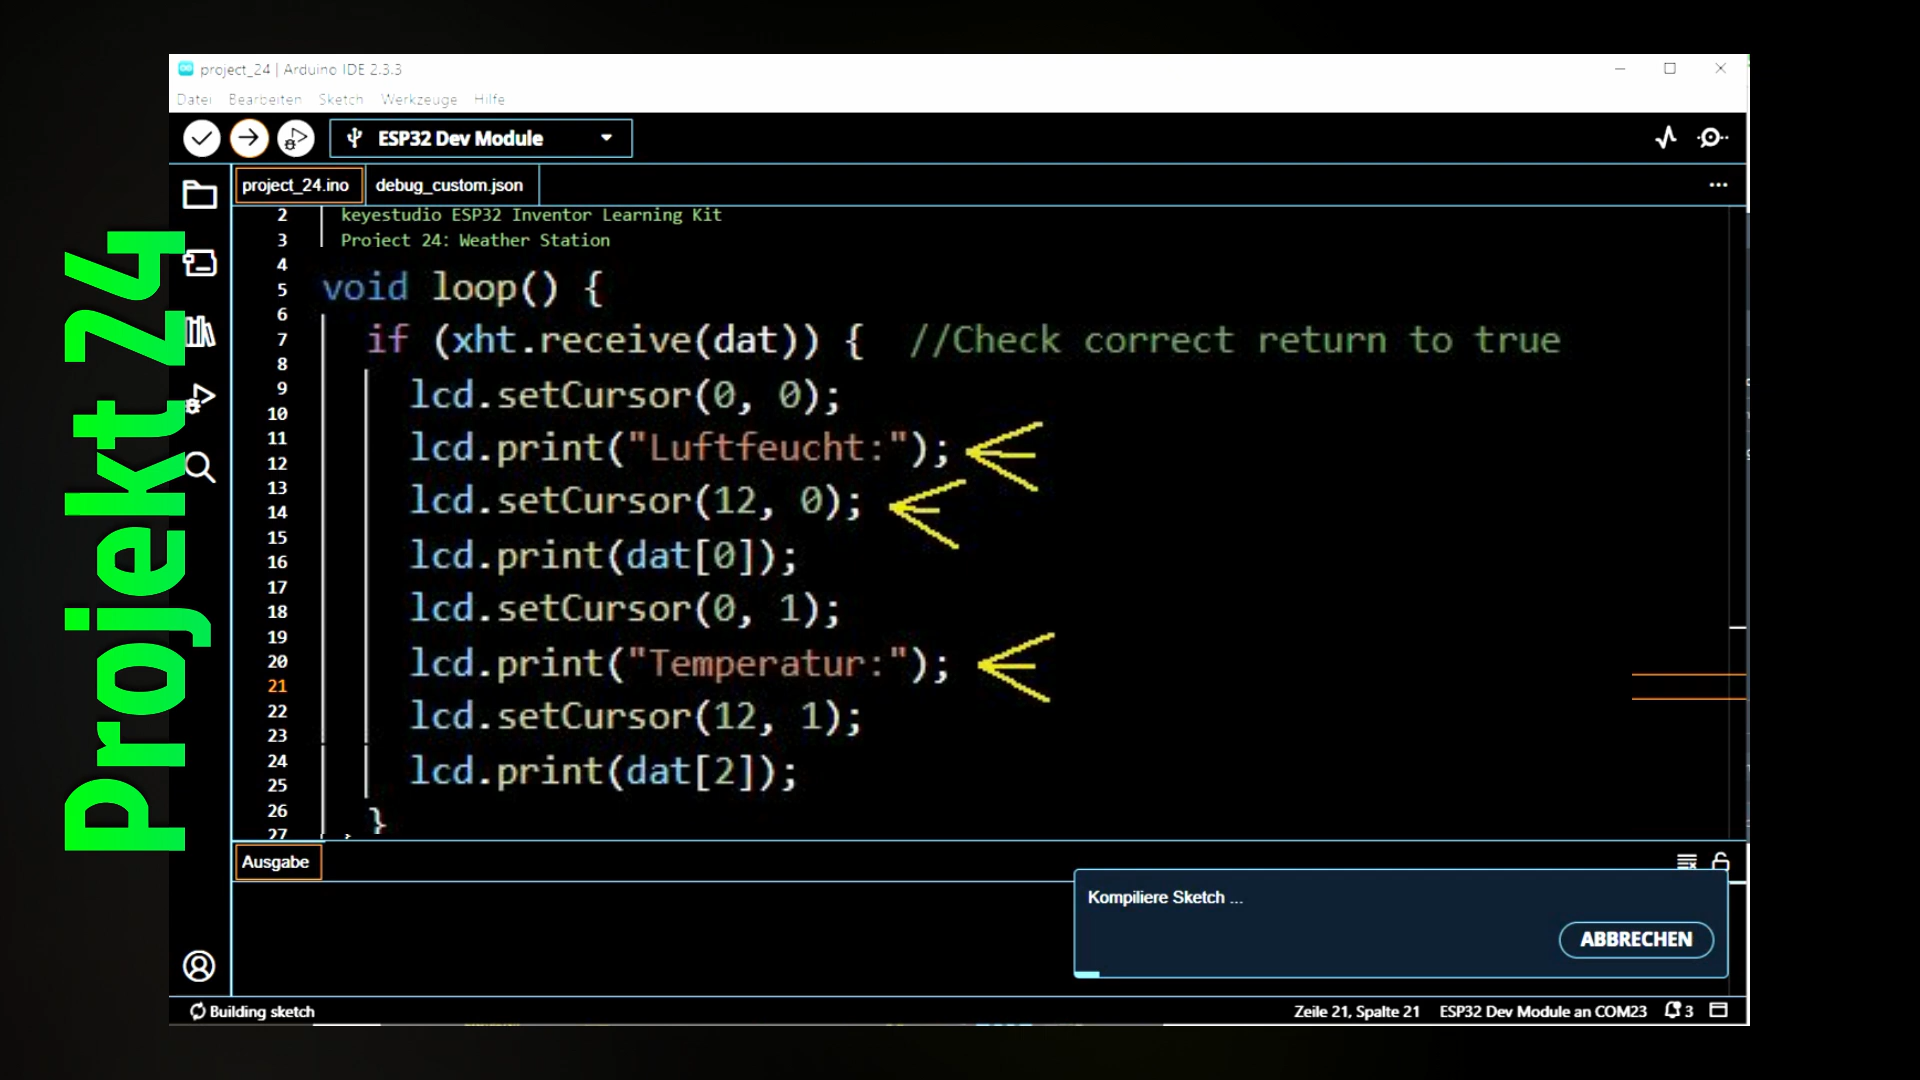 Projekt 24
project_24 | Arduino IDE 2.3.3
Datei Bearbeiten Sketch Werkzeuge Hilfe
ESP32 Dev Module
project_24.ino debug_custom.json
2 keyestudio ESP32 Inventor Learning Kit
3 Project 24: Weather Station
4
5 void loop() {
6
7 if (xht.receive(dat)) { //Check correct return to true
8
9 lcd.setCursor(0, 0);
10
11 lcd.print("Luftfeucht:");
12
13
14 lcd.setCursor(12, 0);
15
16 lcd.print(dat[0]);
17
18 lcd.setCursor(0, 1);
19
20 lcd.print("Temperatur:");
21
22 lcd.setCursor(12, 1);
23
24 lcd.print(dat[2]);
25
26 }
27
Ausgabe
Kompiliere Sketch ...
ABBRECHEN
Building sketch Zeile 21, Spalte 21 ESP32 Dev Module an COM23 3